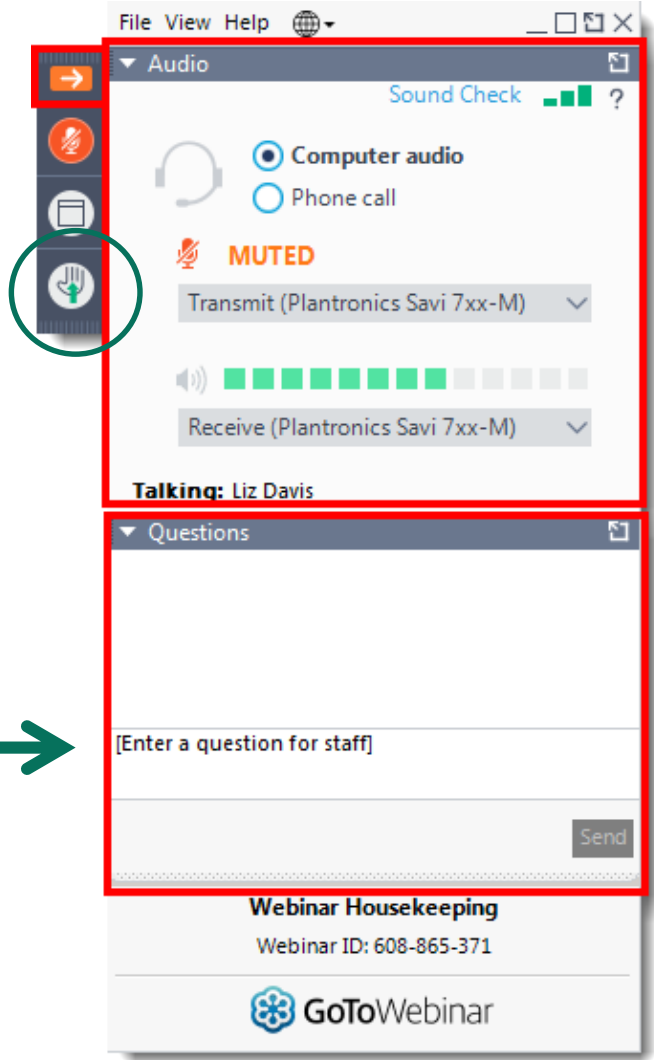 File View Help
Audio
Sound Check ?
Computer audio
Phone call
MUTED
Transmit (Plantronics Savi 7xx-M)
Receive (Plantronics Savi 7xx-M)
Talking: Liz Davis
Questions
[Enter a question for staff]
Send
Webinar Housekeeping
Webinar ID: 608-865-371
GoToWebinar